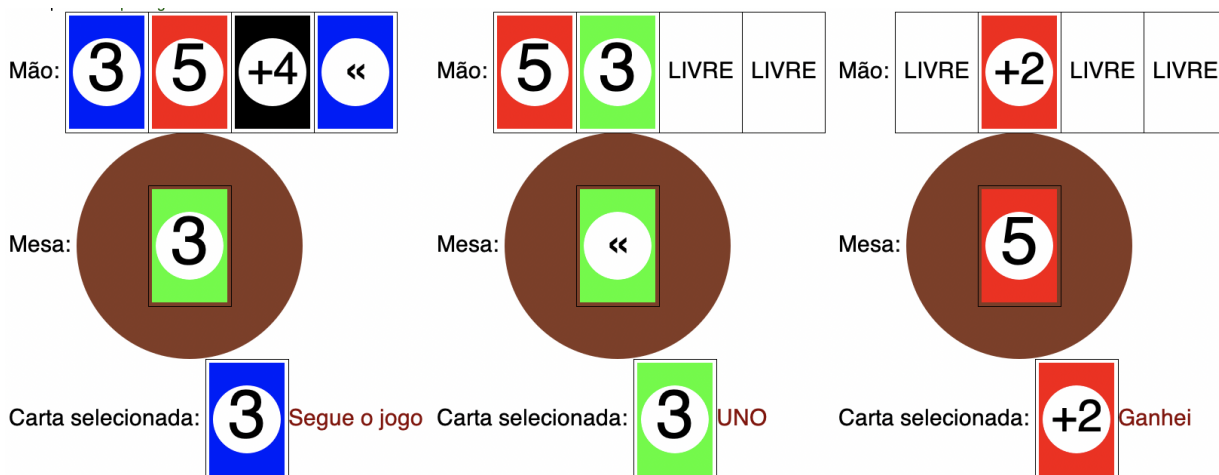 Mão: 3 5 +4 «
Mesa: 3
Carta selecionada: 3 Segue o jogo
Mão: 5 3 LIVRE LIVRE
Mesa: «
Carta selecionada: 3 UNO
Mão: LIVRE +2 LIVRE LIVRE
Mesa: 5
Carta selecionada: +2 Ganhei